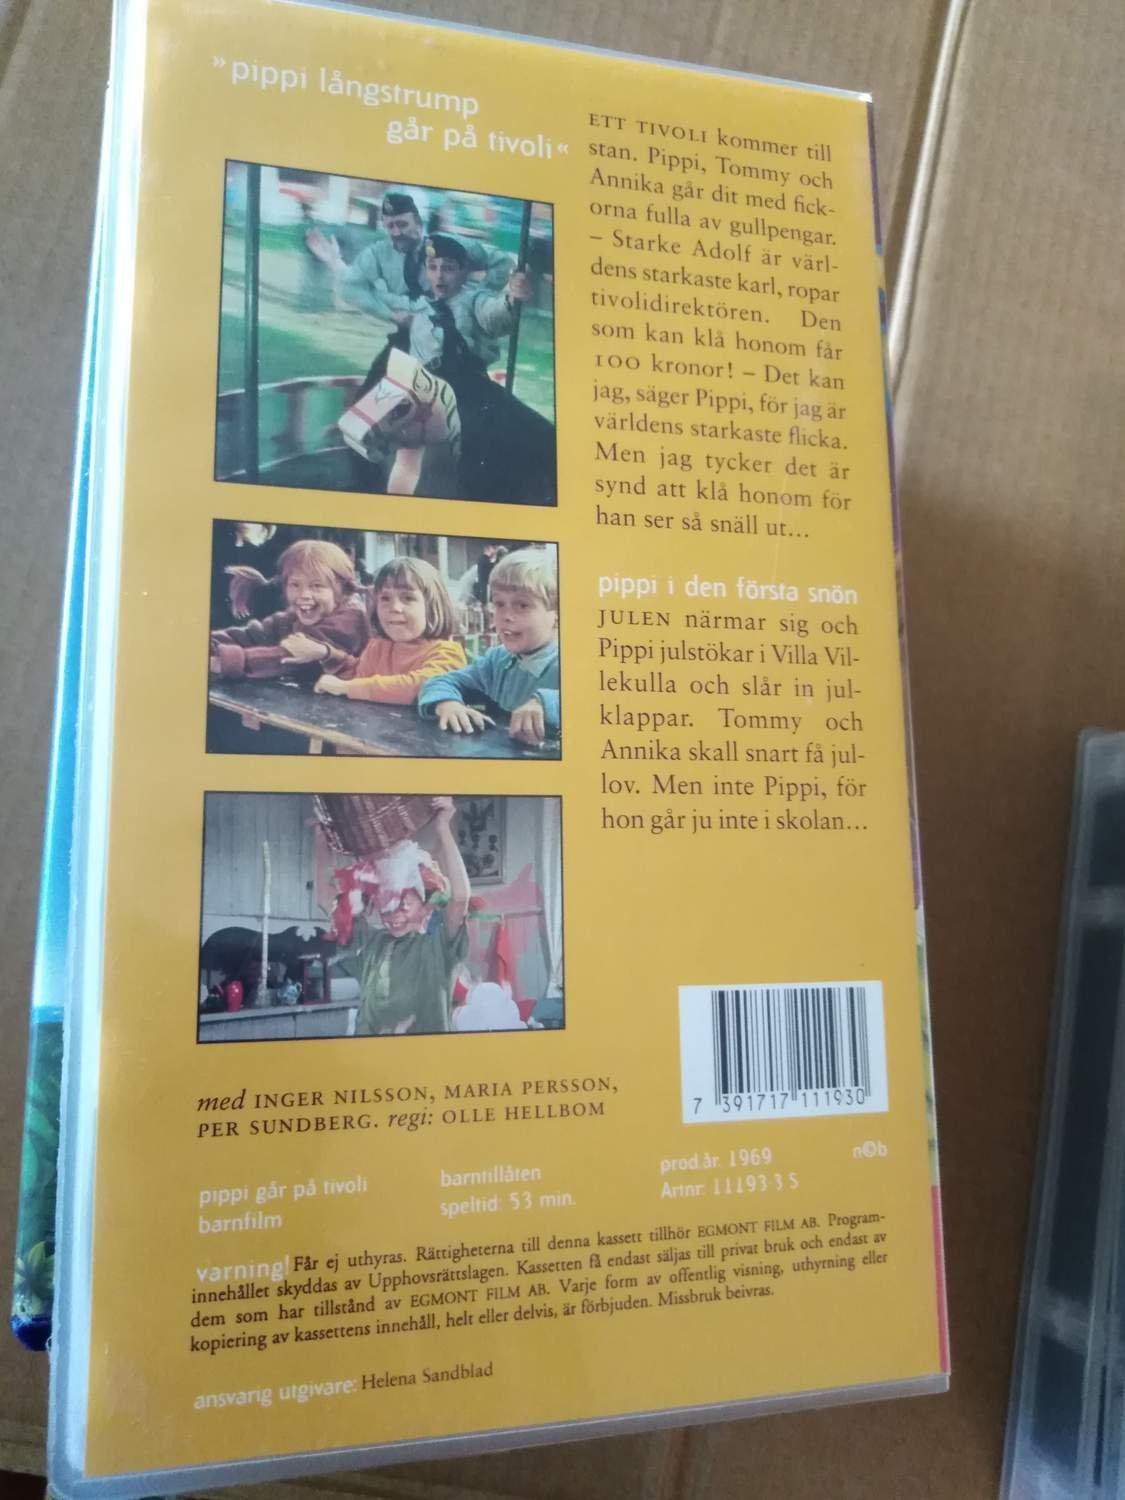 »pippi långstrump
går på tivoli«
ETT TIVOLI kommer till
stan. Pippi, Tommy och
Annika går dit med fick-
orna fulla av gullpengar.
– Starke Adolf är värl-
dens starkaste karl, ropar
tivolidirektören. Den
som kan klå honom får
100 kronor! – Det kan
jag, säger Pippi, för jag är
världens starkaste flicka.
Men jag tycker det är
synd att klå honom för
han ser så snäll ut...
pippi i den första snön
JULEN närmar sig och
Pippi julstökar i Villa Vil-
lekulla och slår in jul-
klappar. Tommy och
Annika skall snart få jul-
lov. Men inte Pippi, för
hon går ju inte i skolan...
7 391717 111930
med INGER NILSSON, MARIA PERSSON,
PER SUNDBERG. regi: OLLE HELLBOM
pippi går på tivoli
barnfilm
barntillåten
speltid: 53 min.
prod.år. 1969
Artnr: 11193-3 S
n©b
varning! Får ej uthyras. Rättigheterna till denna kassett tillhör EGMONT FILM AB. Program-
innehållet skyddas av Upphovsrättslagen. Kassetten få endast säljas till privat bruk och endast av
dem som har tillstånd av EGMONT FILM AB. Varje form av offentlig visning, uthyrning eller
kopiering av kassettens innehåll, helt eller delvis, är förbjuden. Missbruk beivras.
ansvarig utgivare: Helena Sandblad